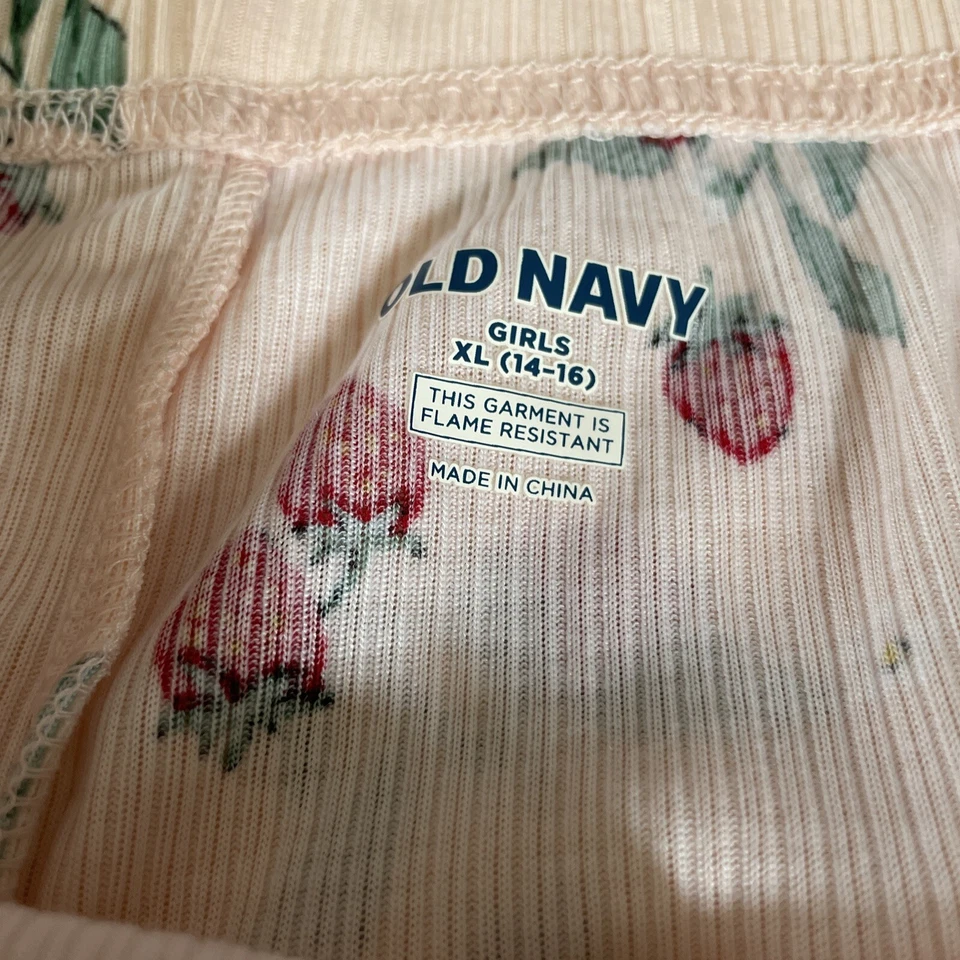 OLD NAVY
GIRLS
XL (14-16)
THIS GARMENT IS
FLAME RESISTANT
MADE IN CHINA